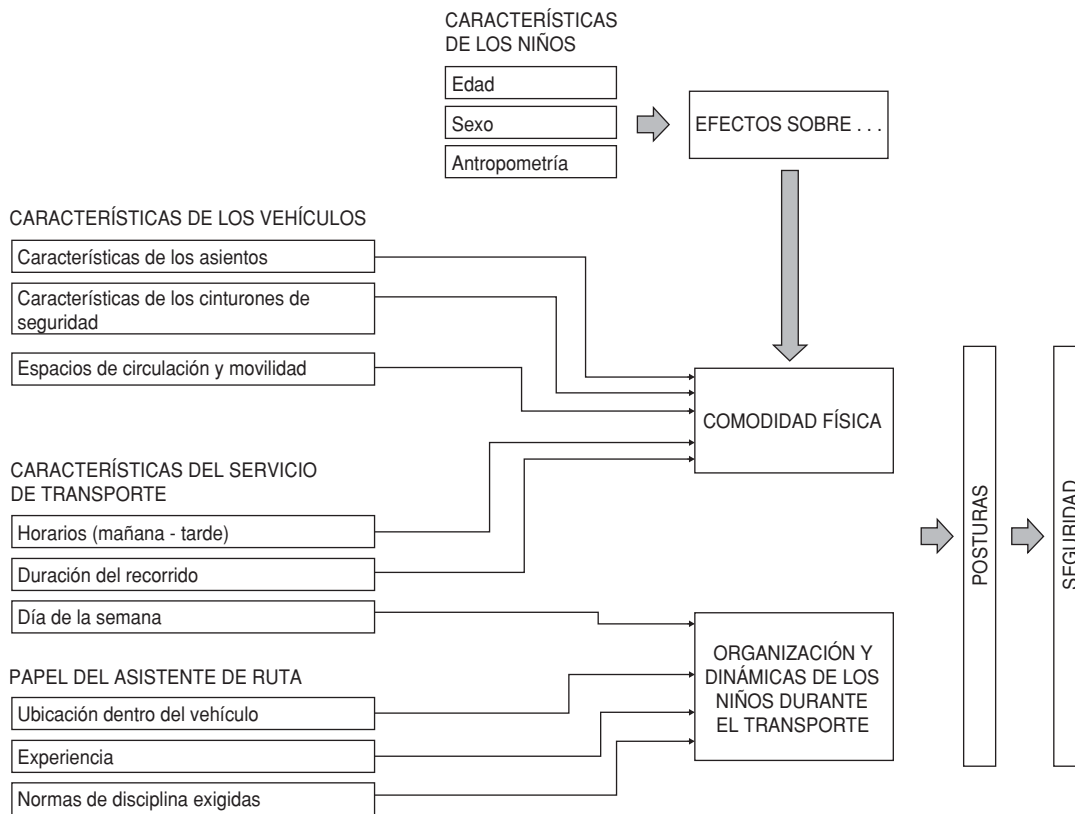 CARACTERÍSTICAS
DE LOS NIÑOS
Edad
Sexo
Antropometría
EFECTOS SOBRE . . .
CARACTERÍSTICAS DE LOS VEHÍCULOS
Características de los asientos
Características de los cinturones de
seguridad
Espacios de circulación y movilidad
COMODIDAD FÍSICA
CARACTERÍSTICAS DEL SERVICIO
DE TRANSPORTE
Horarios (mañana - tarde)
Duración del recorrido
Día de la semana
PAPEL DEL ASISTENTE DE RUTA
Ubicación dentro del vehículo
Experiencia
Normas de disciplina exigidas
ORGANIZACIÓN Y
DINÁMICAS DE LOS
NIÑOS DURANTE
EL TRANSPORTE
POSTURAS
SEGURIDAD